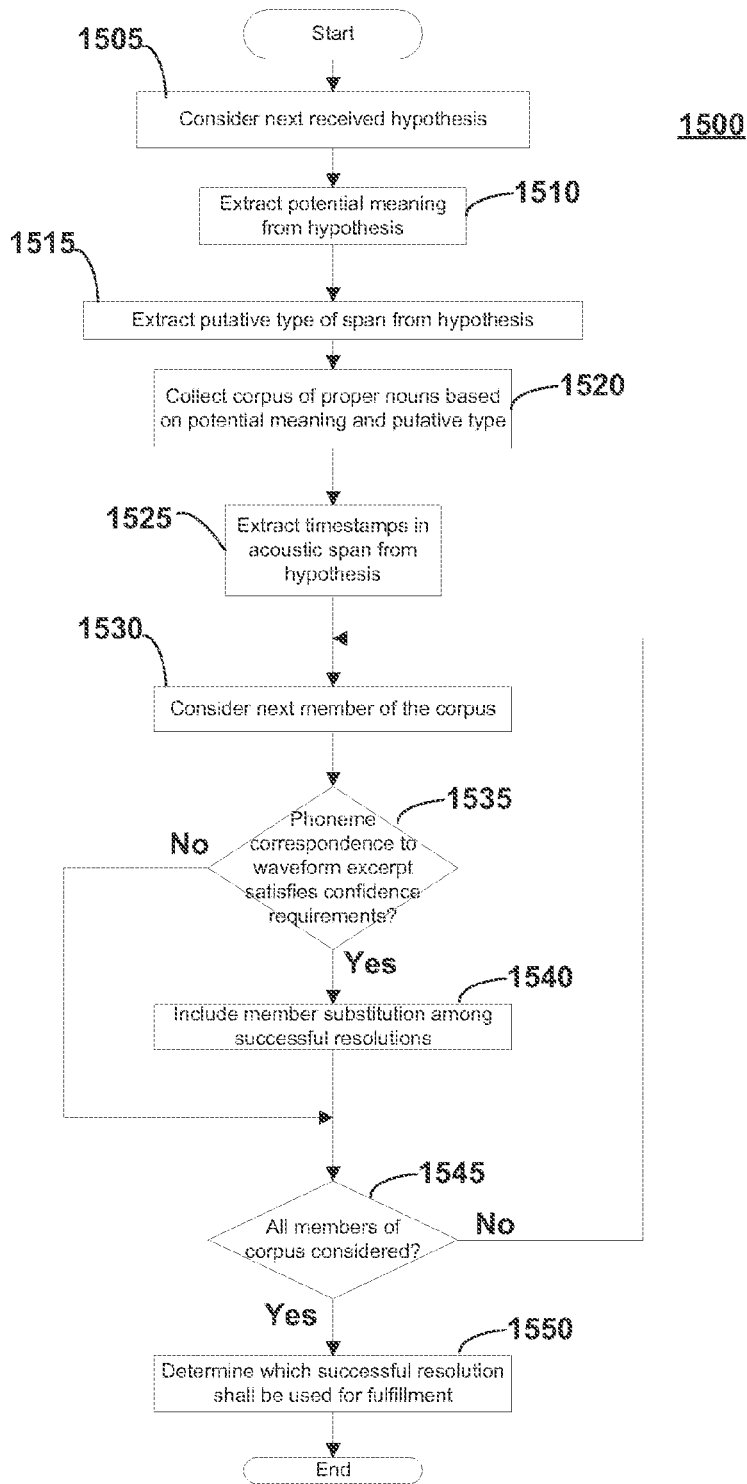 Start
1505
Consider next received hypothesis
1500
Extract potential meaning
from hypothesis
1510
1515
Extract putative type of span from hypothesis
Collect corpus of proper nouns based
on potential meaning and putative type
1520
1525
Extract timestamps in
acoustic span from
hypothesis
1530
Consider next member of the corpus
1535
Phoneme
correspondence to
waveform excerpt
satisfies confidence
requirements?
No
Yes
1540
Include member substitution among
successful resolutions
1545
All members of
corpus considered?
No
Yes
1550
Determine which successful resolution
shall be used for fulfillment
End